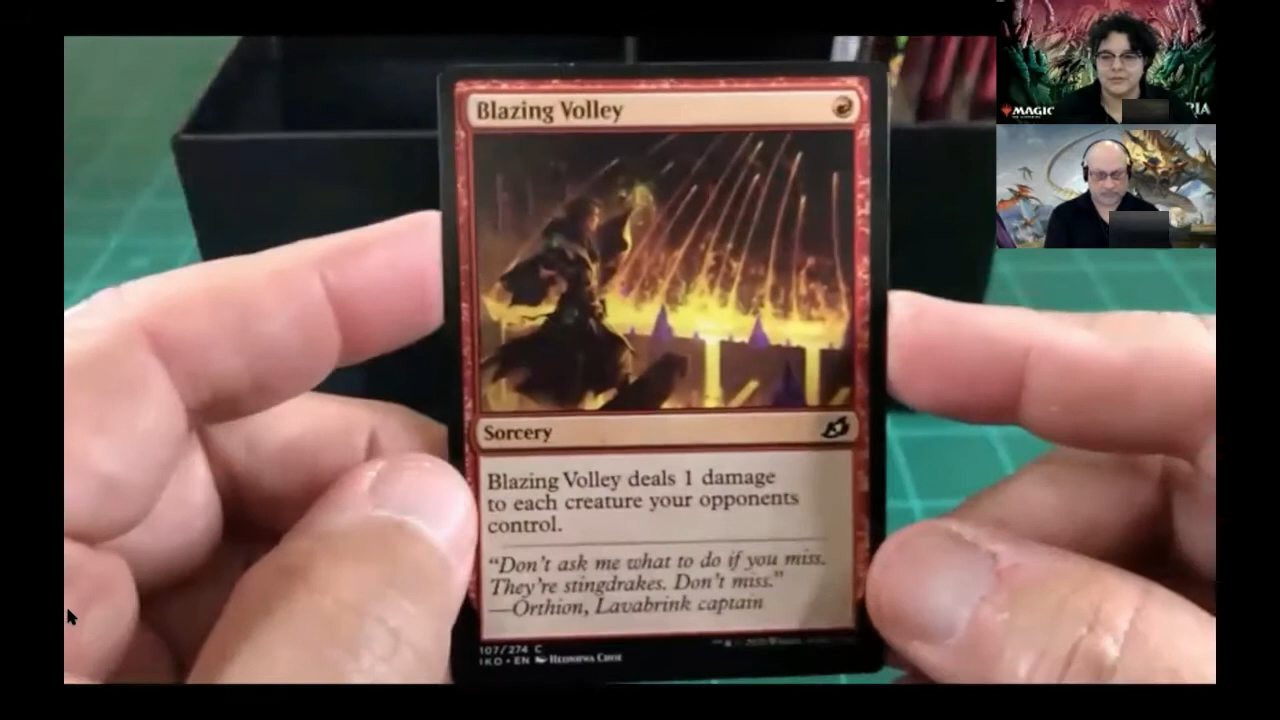 Blazing Volley
Sorcery
Blazing Volley deals 1 damage
to each creature your opponents
control.
“Don’t ask me what to do if you miss.
They’re stingdrakes. Don’t miss.”
—Orthion, Lavabrink captain
107/274 C
IKO • EN
MAGIC